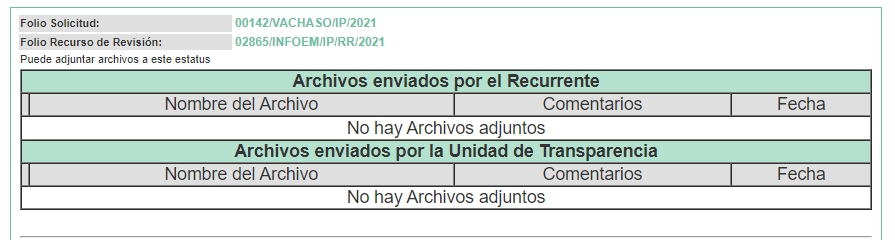 Folio Solicitud: 00142/VACHASO/IP/2021
Folio Recurso de Revisión: 02865/INFOEM/IP/RR/2021
Puede adjuntar archivos a este estatus
Archivos enviados por el Recurrente
Nombre del Archivo Comentarios Fecha
No hay Archivos adjuntos
Archivos enviados por la Unidad de Transparencia
Nombre del Archivo Comentarios Fecha
No hay Archivos adjuntos